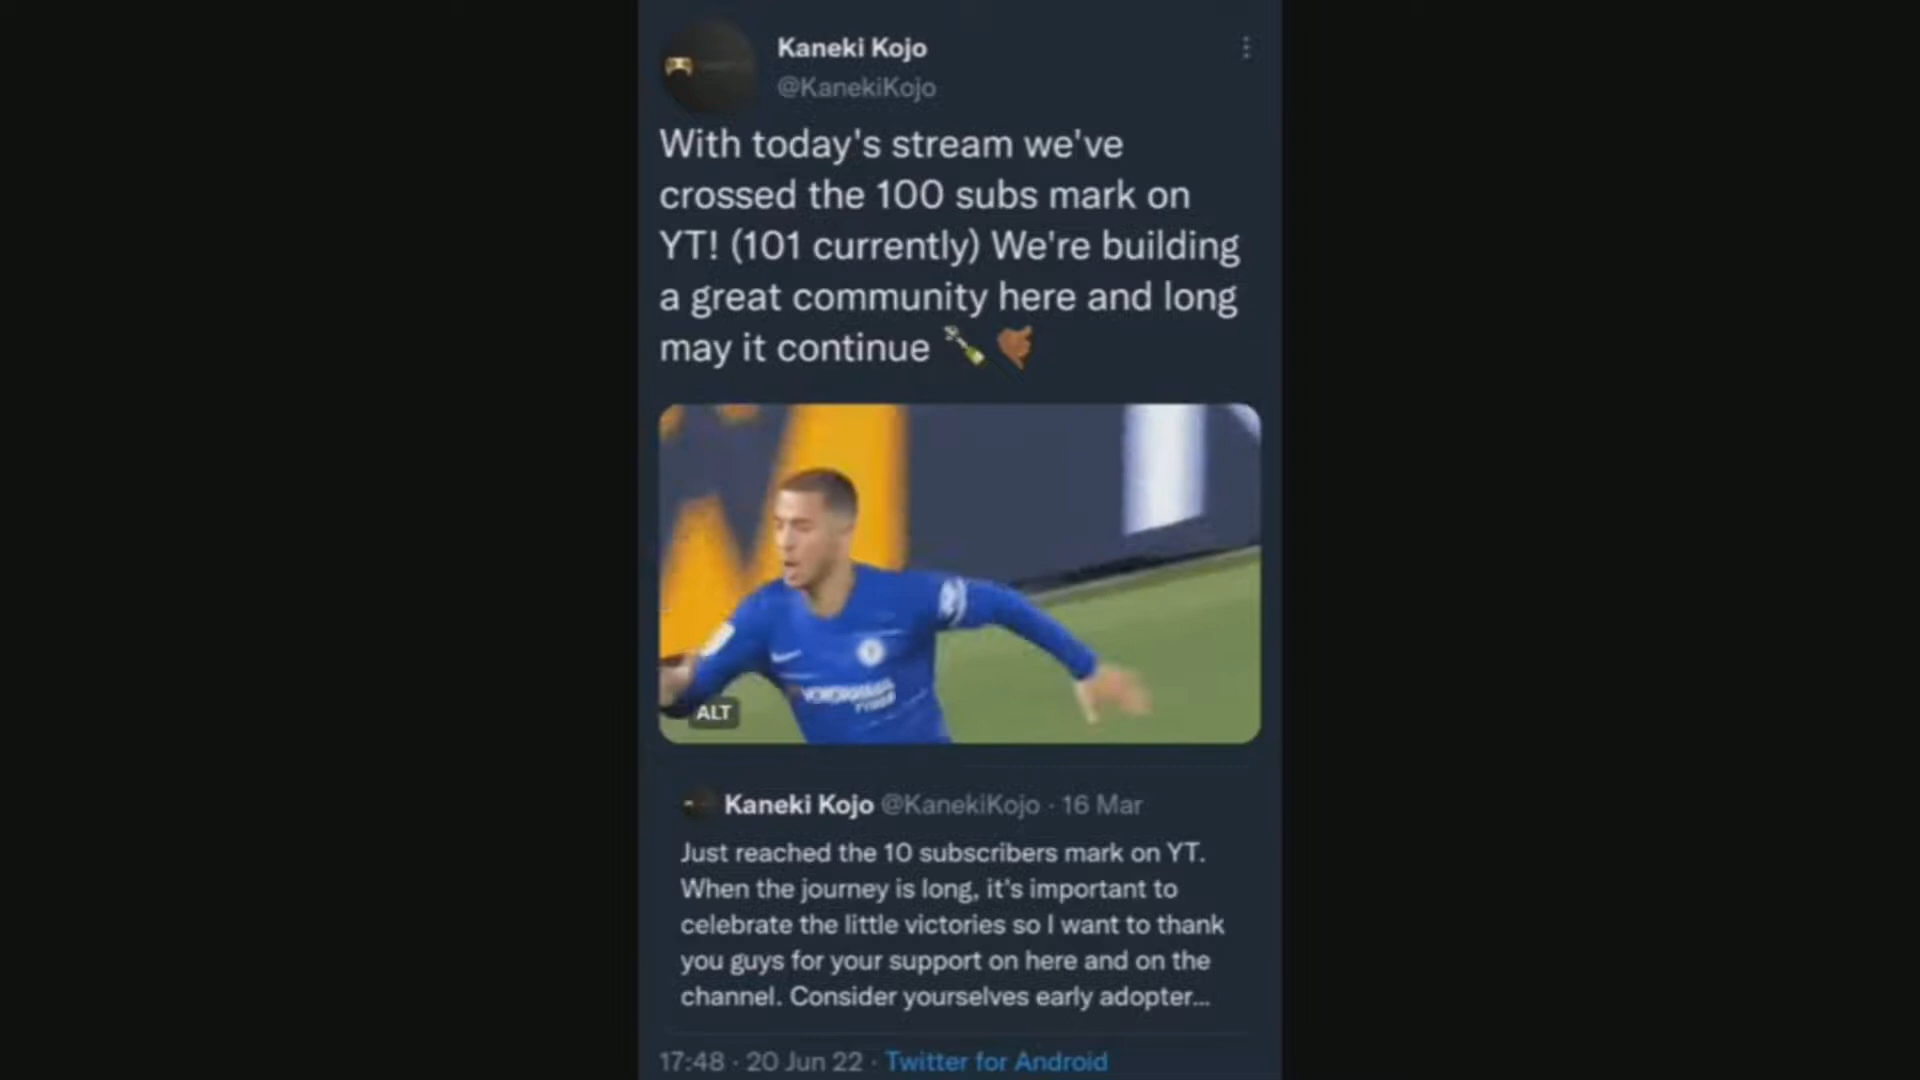 Kaneki Kojo
@KanekiKojo
With today's stream we've
crossed the 100 subs mark on
YT! (101 currently) We're building
a great community here and long
may it continue 🍾🤙🏾
YOKOHAMA
TYRES
ALT
Kaneki Kojo @KanekiKojo · 16 Mar
Just reached the 10 subscribers mark on YT.
When the journey is long, it's important to
celebrate the little victories so I want to thank
you guys for your support on here and on the
channel. Consider yourselves early adopter...
17:48 · 20 Jun 22 · Twitter for Android